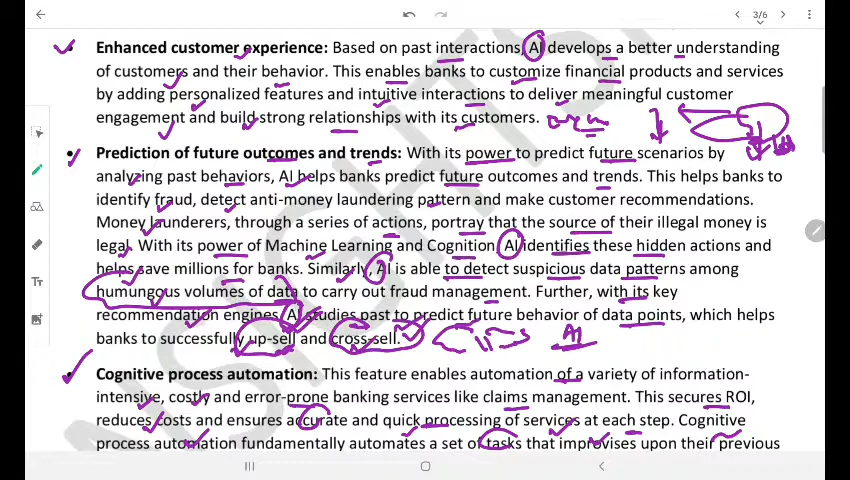 3/6
Enhanced customer experience: Based on past interactions, AI develops a better understanding
of customers and their behavior. This enables banks to customize financial products and services
by adding personalized features and intuitive interactions to deliver meaningful customer
engagement and build strong relationships with its customers.
Prediction of future outcomes and trends: With its power to predict future scenarios by
analyzing past behaviors, AI helps banks predict future outcomes and trends. This helps banks to
identify fraud, detect anti-money laundering pattern and make customer recommendations.
Money launderers, through a series of actions, portray that the source of their illegal money is
legal. With its power of Machine Learning and Cognition, AI identifies these hidden actions and
helps save millions for banks. Similarly, AI is able to detect suspicious data patterns among
humungous volumes of data to carry out fraud management. Further, with its key
recommendation engines, AI studies past to predict future behavior of data points, which helps
banks to successfully up-sell and cross-sell.
AI
Cognitive process automation: This feature enables automation of a variety of information-
intensive, costly and error-prone banking services like claims management. This secures ROI,
reduces costs and ensures accurate and quick processing of services at each step. Cognitive
process automation fundamentally automates a set of tasks that improvises upon their previous
Tт
INSIGHTS